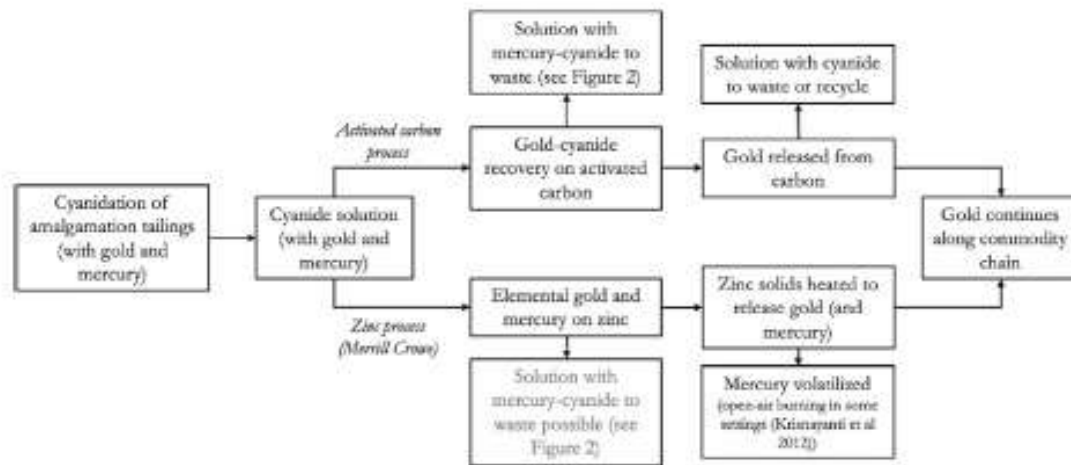 Solution with
mercury-cyanide to
waste (see Figure 2)
Solution with cyanide
to waste or recycle
Activated carbon
process
Gold-cyanide
recovery on activated
carbon
Gold released from
carbon
Cyanidation of
amalgamation tailings
(with gold and
mercury)
Cyanide solution
(with gold and
mercury)
Gold continues
along commodity
chain
Zinc process
(Merrill Crowe)
Elemental gold and
mercury on zinc
Zinc solids heated to
release gold (and
mercury)
Solution with
mercury-cyanide to
waste possible (see
Figure 2)
Mercury volatilized
(open-air burning in some
settings (Krisnayanti et al
2012))